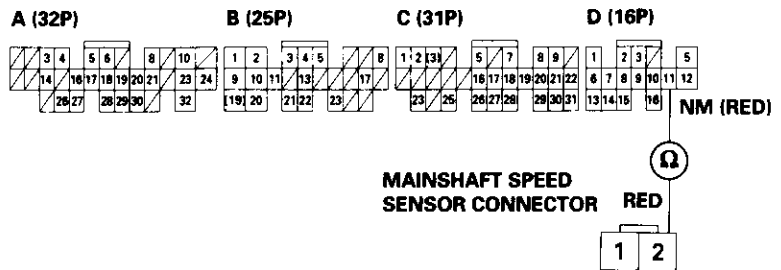 A (32P) B (25P) C (31P) D (16P)
3 4 5 6 8 10 1 2 3 4 5 8 1 2 (3) 5 7 8 9 1 2 3 5
14 16 17 18 19 20 21 23 24 9 10 11 13 17 16 17 18 19 20 21 22 6 7 8 9 10 11 12
26 27 28 29 30 32 (19) 20 21 22 23 23 25 26 27 28 29 30 31 13 14 15 16
NM (RED)
Ω
MAINSHAFT SPEED
SENSOR CONNECTOR
RED
1 2